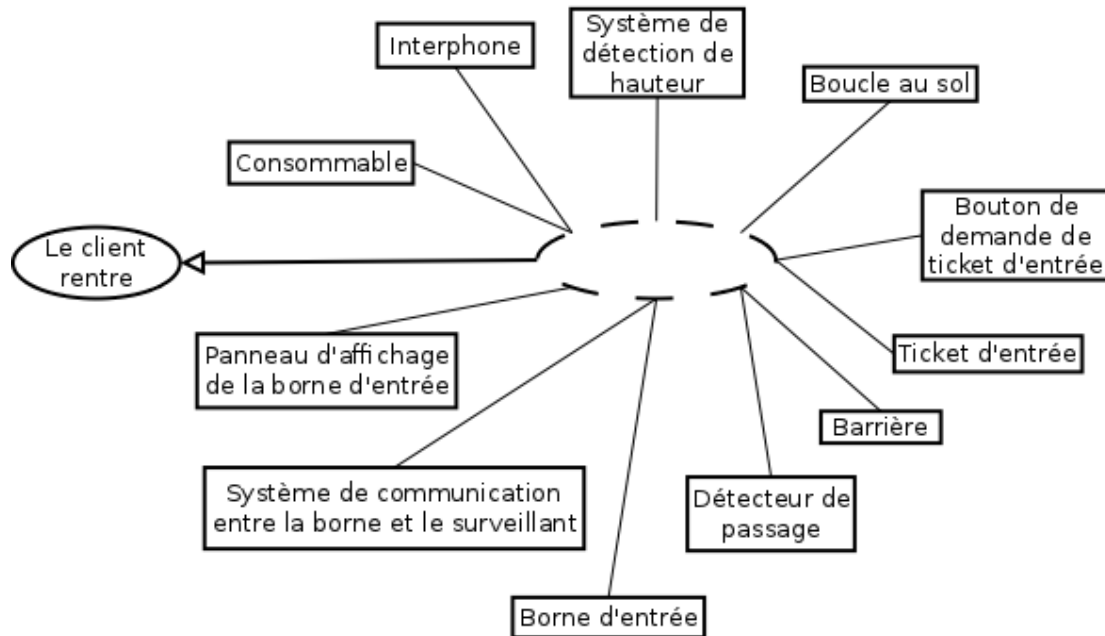 Interphone
Système de
détection de
hauteur
Boucle au sol
Consommable
Le client
rentre
Bouton de
demande de
ticket d'entrée
Panneau d'affichage
de la borne d'entrée
Ticket d'entrée
Barrière
Système de communication
entre la borne et le surveillant
Détecteur de
passage
Borne d'entrée